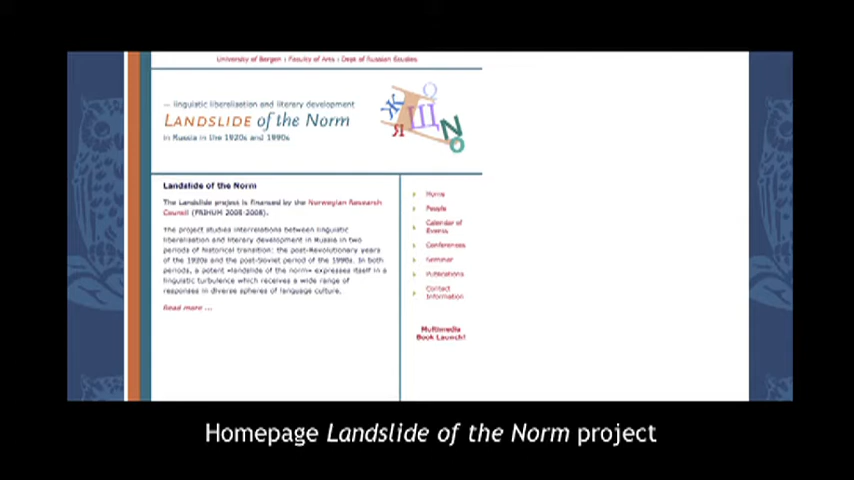 University of Bergen : Faculty of Arts : Dept of Russian Studies
— linguistic liberalisation and literary development
LANDSLIDE of the Norm
in Russia in the 1920s and 1990s
Ж
Щ
Я
N
O
Landslide of the Norm
The Landslide project is financed by the Norwegian Research
Council (FRIHUM 2005-2008).
The project studies interrelations between linguistic
liberalisation and literary development in Russia in two
periods of historical transition: the post-Revolutionary years
of the 1920s and the post-Soviet period of the 1990s. In both
periods, a potent «landslide of the norm» expresses itself in a
linguistic turbulence which receives a wide range of
responses in diverse spheres of language culture.
Read more ...
Home
People
Calendar of
Events
Conferences
Seminar
Publications
Contact
Information
Multimedia
Book Launch!
Homepage Landslide of the Norm project